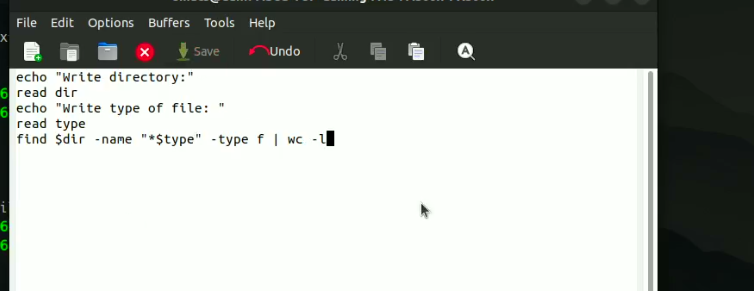 File Edit Options Buffers Tools Help
Save Undo
echo "Write directory:"
read dir
echo "Write type of file: "
read type
find $dir -name "*$type" -type f | wc -l